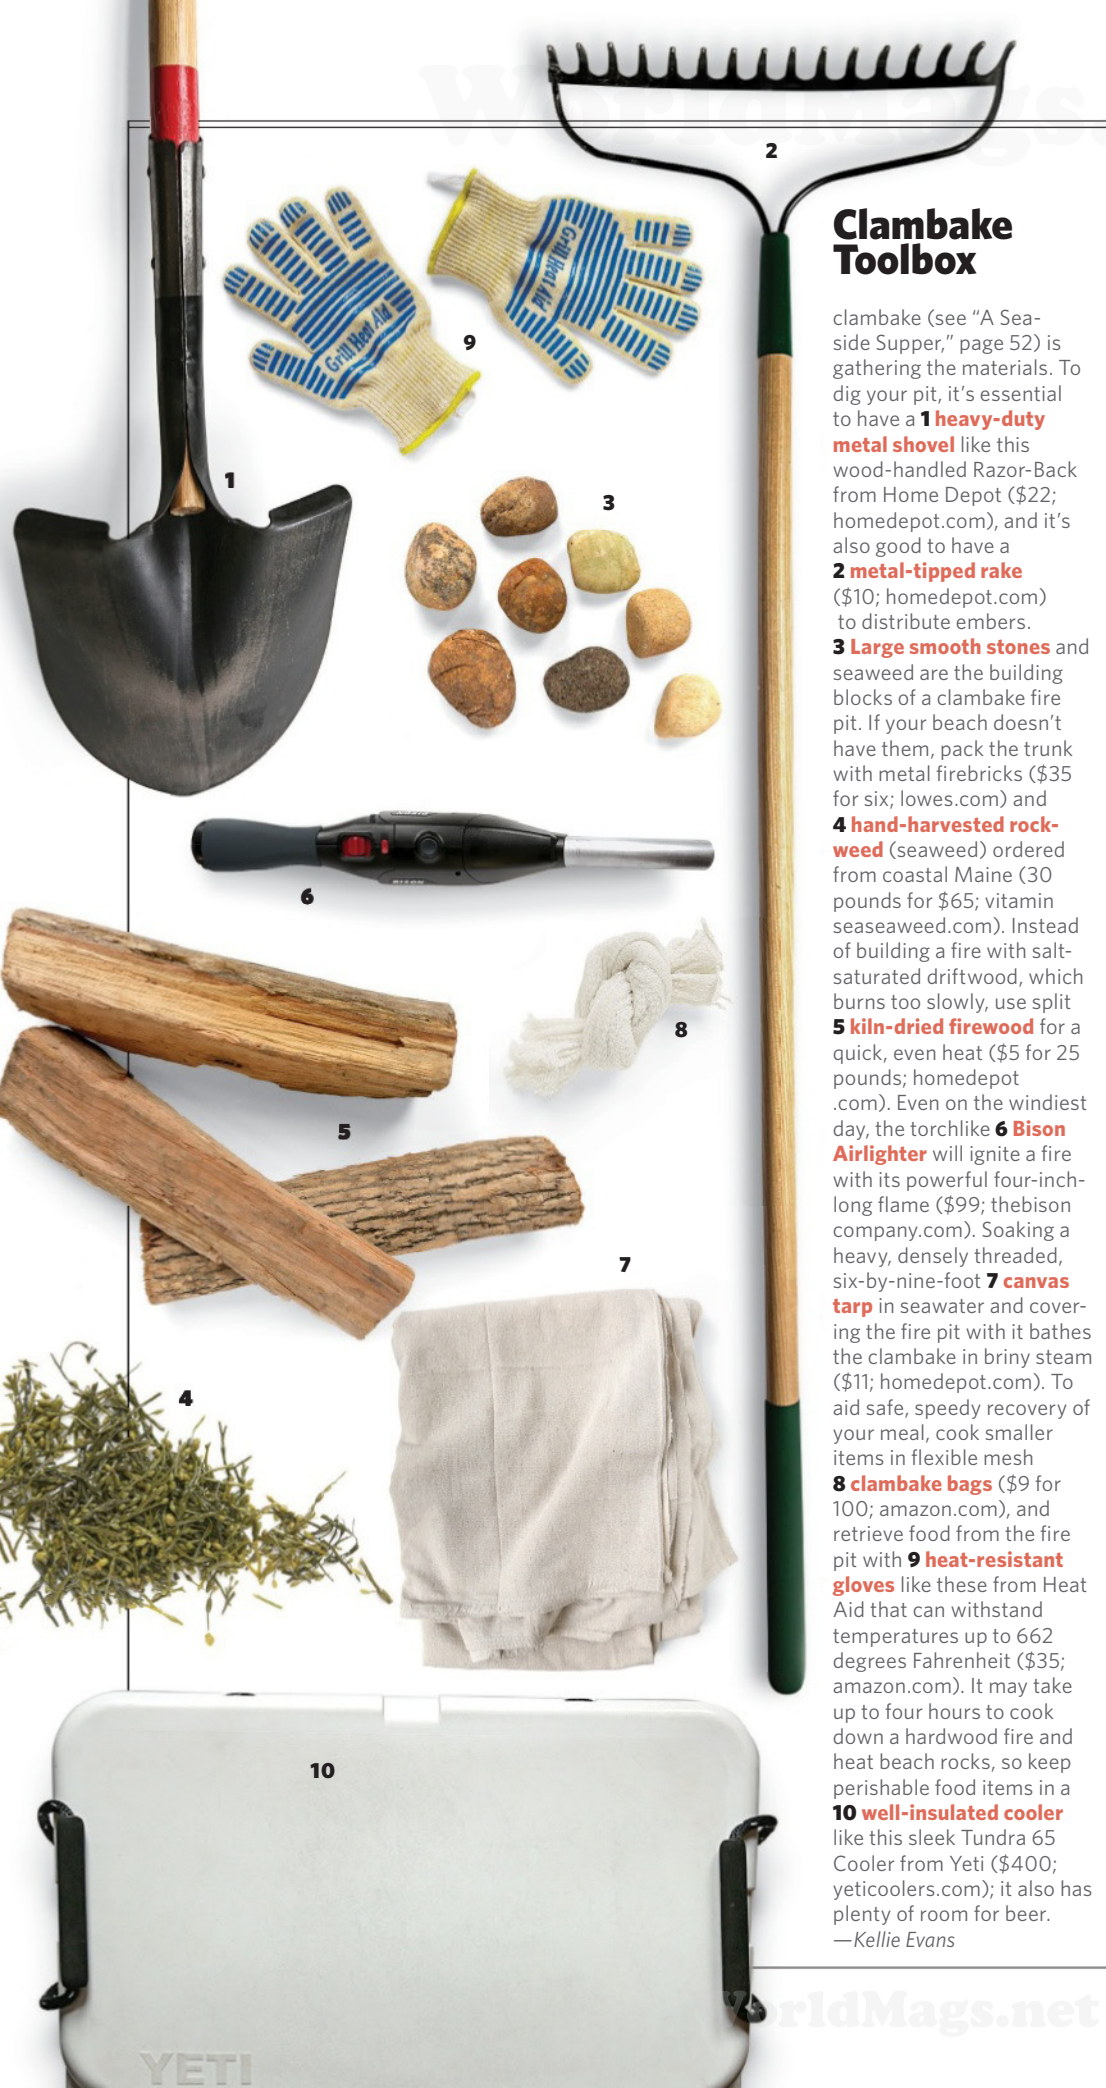 WorldMags.
2
Clambake
Toolbox
clambake (see “A Sea-
side Supper,” page 52) is
gathering the materials. To
dig your pit, it’s essential
to have a 1 heavy-duty
metal shovel like this
wood-handled Razor-Back
from Home Depot ($22;
homedepot.com), and it’s
also good to have a
2 metal-tipped rake
($10; homedepot.com)
to distribute embers.
3 Large smooth stones and
seaweed are the building
blocks of a clambake fire
pit. If your beach doesn’t
have them, pack the trunk
with metal firebricks ($35
for six; lowes.com) and
4 hand-harvested rock-
weed (seaweed) ordered
from coastal Maine (30
pounds for $65; vitamin
seaseaweed.com). Instead
of building a fire with salt-
saturated driftwood, which
burns too slowly, use split
5 kiln-dried firewood for a
quick, even heat ($5 for 25
pounds; homedepot
.com). Even on the windiest
day, the torchlike 6 Bison
Airlighter will ignite a fire
with its powerful four-inch-
long flame ($99; thebison
company.com). Soaking a
heavy, densely threaded,
six-by-nine-foot 7 canvas
tarp in seawater and cover-
ing the fire pit with it bathes
the clambake in briny steam
($11; homedepot.com). To
aid safe, speedy recovery of
your meal, cook smaller
items in flexible mesh
8 clambake bags ($9 for
100; amazon.com), and
retrieve food from the fire
pit with 9 heat-resistant
gloves like these from Heat
Aid that can withstand
temperatures up to 662
degrees Fahrenheit ($35;
amazon.com). It may take
up to four hours to cook
down a hardwood fire and
heat beach rocks, so keep
perishable food items in a
10 well-insulated cooler
like this sleek Tundra 65
Cooler from Yeti ($400;
yeticoolers.com); it also has
plenty of room for beer.
—Kellie Evans
Grill Heat Aid
Grill Heat Aid
9
1
3
BISON
6
8
5
7
4
10
YETI
WorldMags.net